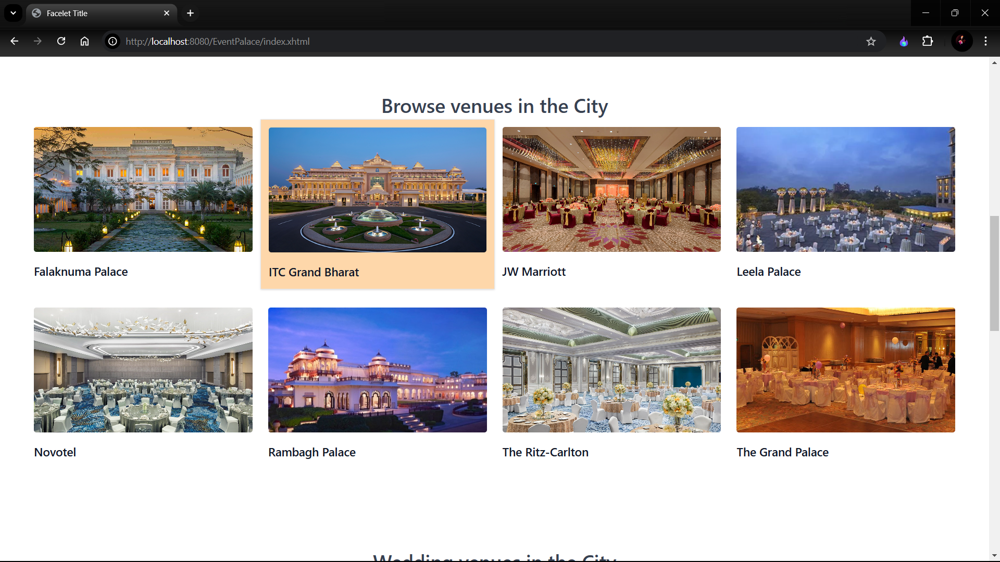 Facelet Title
http://localhost:8080/EventPalace/index.xhtml
Browse venues in the City
Falaknuma Palace
ITC Grand Bharat
JW Marriott
Leela Palace
Novotel
Rambagh Palace
The Ritz-Carlton
The Grand Palace
Wedding venues in the City